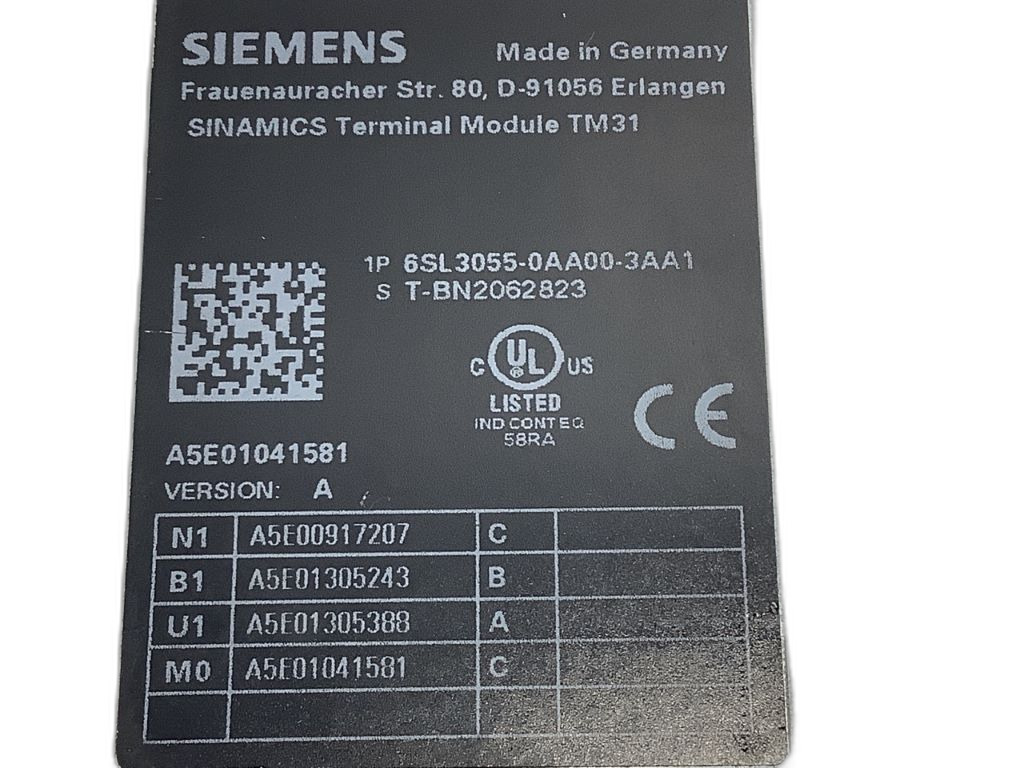 SIEMENS Made in Germany
Frauenauracher Str. 80, D-91056 Erlangen
SINAMICS Terminal Module TM31
1P 6SL3055-0AA00-3AA1
S T-BN2062823
C UL ® US
LISTED
IND CONT EQ
58RA
CE
A5E01041581
VERSION: A
N1 A5E00917207 C
B1 A5E01305243 B
U1 A5E01305388 A
M0 A5E01041581 C